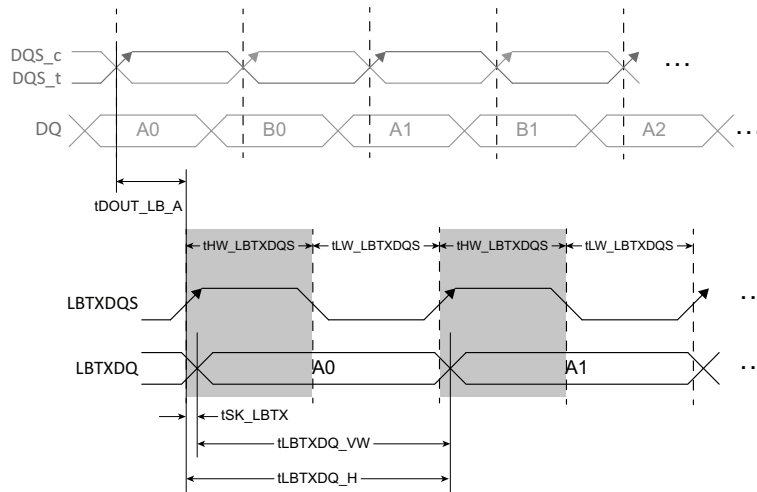 DQS_c
DQS_t
...
DQ A0 B0 A1 B1 A2 ...
tDOUT_LB_A
tHW_LBTXDQS tLW_LBTXDQS tHW_LBTXDQS tLW_LBTXDQS
LBTXDQS ..
LBTXDQ A0 A1 ..
tSK_LBTX
tLBTXDQ_VW
tLBTXDQ_H